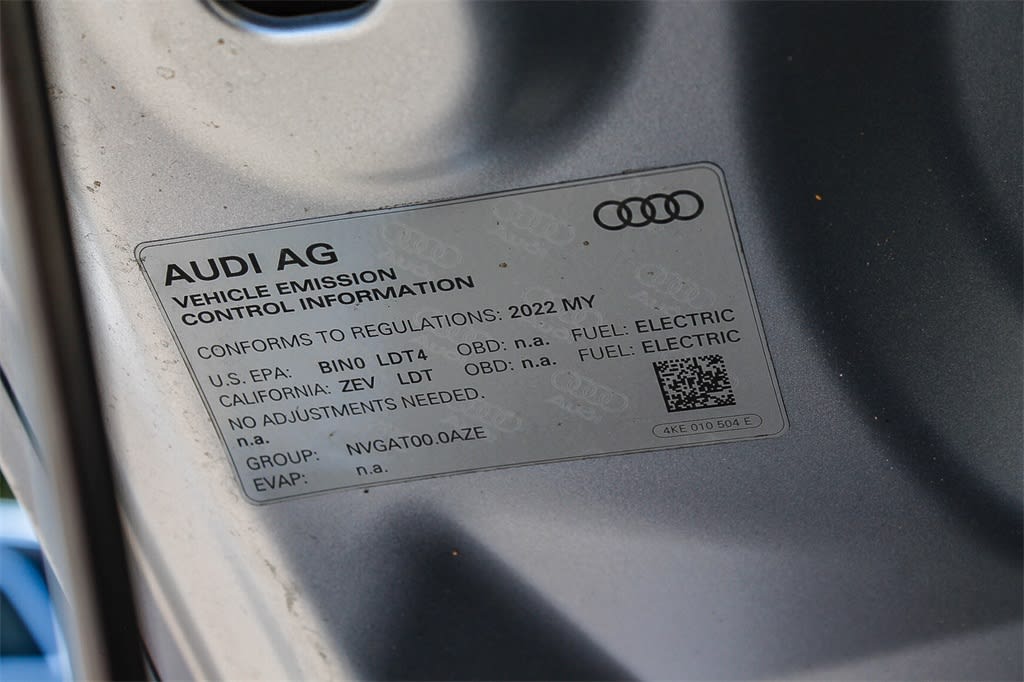 AUDI AG
VEHICLE EMISSION
CONTROL INFORMATION
CONFORMS TO REGULATIONS: 2022 MY
U.S. EPA: BIN0 LDT4 OBD: n.a. FUEL: ELECTRIC
CALIFORNIA: ZEV LDT OBD: n.a. FUEL: ELECTRIC
NO ADJUSTMENTS NEEDED.
n.a.
GROUP: NVGAT00.0AZE
EVAP: n.a.
4KE 010 504 E